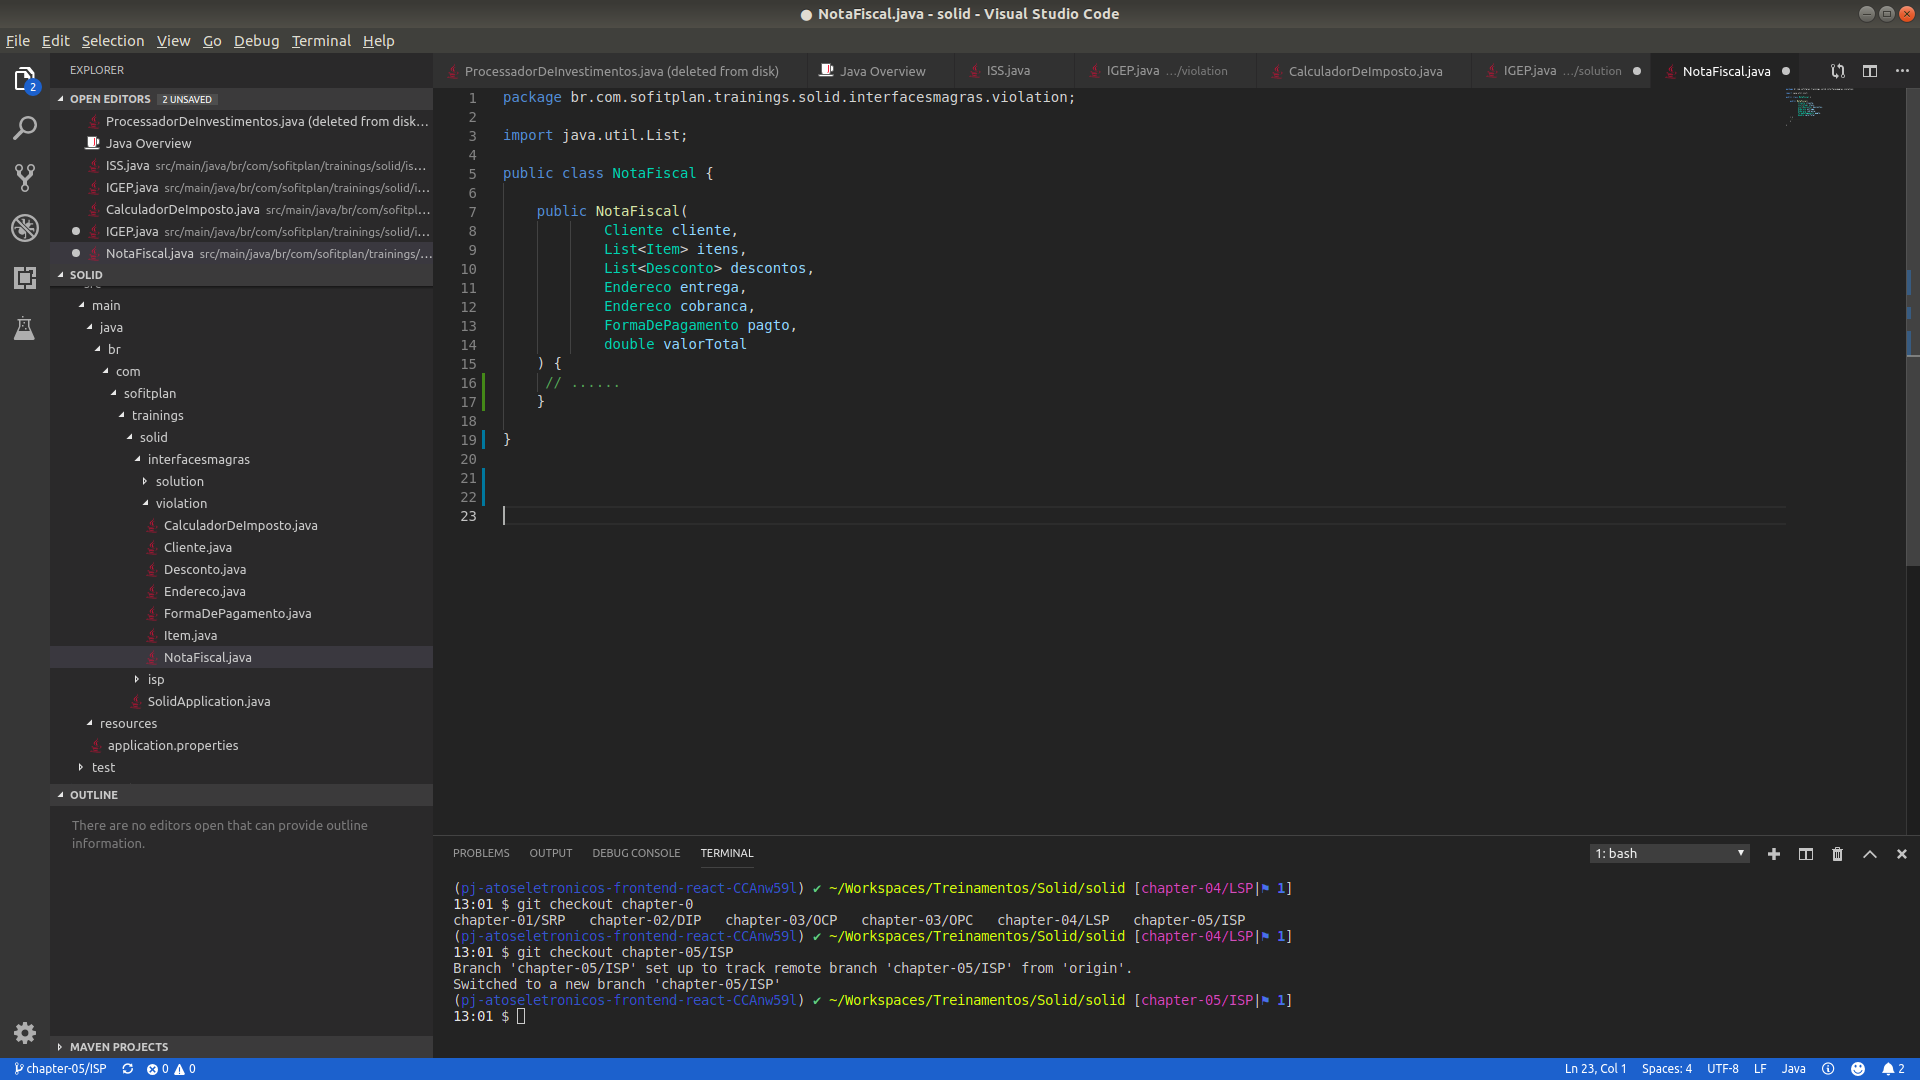 ● NotaFiscal.java - solid - Visual Studio Code
File Edit Selection View Go Debug Terminal Help
2
EXPLORER
OPEN EDITORS 2 UNSAVED
ProcessadorDeInvestimentos.java (deleted from disk...
Java Overview
ISS.java src/main/java/br/com/sofitplan/trainings/solid/is...
IGEP.java src/main/java/br/com/sofitplan/trainings/solid/i...
CalculadorDeImposto.java src/main/java/br/com/sofitpl...
IGEP.java src/main/java/br/com/sofitplan/trainings/solid/i...
NotaFiscal.java src/main/java/br/com/sofitplan/trainings/...
SOLID
main
java
br
com
sofitplan
trainings
solid
interfacesmagras
solution
violation
CalculadorDeImposto.java
Cliente.java
Desconto.java
Endereco.java
FormaDePagamento.java
Item.java
NotaFiscal.java
isp
SolidApplication.java
resources
application.properties
test
OUTLINE
There are no editors open that can provide outline
information.
MAVEN PROJECTS
ProcessadorDeInvestimentos.java (deleted from disk) Java Overview ISS.java IGEP.java .../violation CalculadorDeImposto.java IGEP.java .../solution ● NotaFiscal.java ●
1 package br.com.sofitplan.trainings.solid.interfacesmagras.violation;
2
3 import java.util.List;
4
5 public class NotaFiscal {
6
7 public NotaFiscal(
8 Cliente cliente,
9 List<Item> itens,
10 List<Desconto> descontos,
11 Endereco entrega,
12 Endereco cobranca,
13 FormaDePagamento pagto,
14 double valorTotal
15 ) {
16 // ......
17 }
18
19 }
20
21
22
23
PROBLEMS OUTPUT DEBUG CONSOLE TERMINAL 1: bash
(pj-atoseletronicos-frontend-react-CCAnw59l) ✔ ~/Workspaces/Treinamentos/Solid/solid [chapter-04/LSP|⚑ 1]
13:01 $ git checkout chapter-0
chapter-01/SRP chapter-02/DIP chapter-03/OCP chapter-03/OPC chapter-04/LSP chapter-05/ISP
(pj-atoseletronicos-frontend-react-CCAnw59l) ✔ ~/Workspaces/Treinamentos/Solid/solid [chapter-04/LSP|⚑ 1]
13:01 $ git checkout chapter-05/ISP
Branch 'chapter-05/ISP' set up to track remote branch 'chapter-05/ISP' from 'origin'.
Switched to a new branch 'chapter-05/ISP'
(pj-atoseletronicos-frontend-react-CCAnw59l) ✔ ~/Workspaces/Treinamentos/Solid/solid [chapter-05/ISP|⚑ 1]
13:01 $
chapter-05/ISP 0 0 Ln 23, Col 1 Spaces: 4 UTF-8 LF Java 2